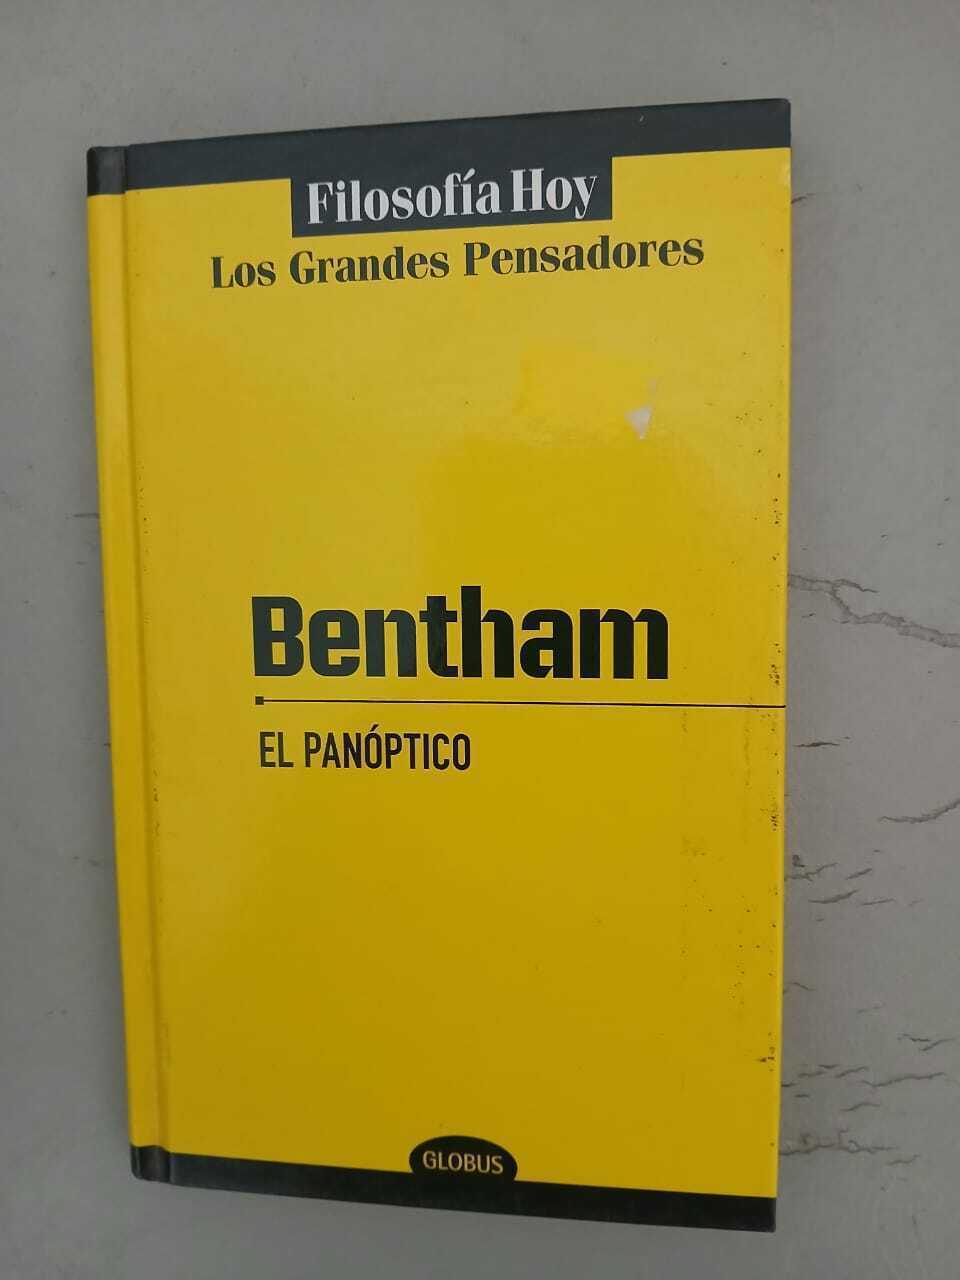 Filosofía Hoy
Los Grandes Pensadores
Bentham
EL PANÓPTICO
GLOBUS